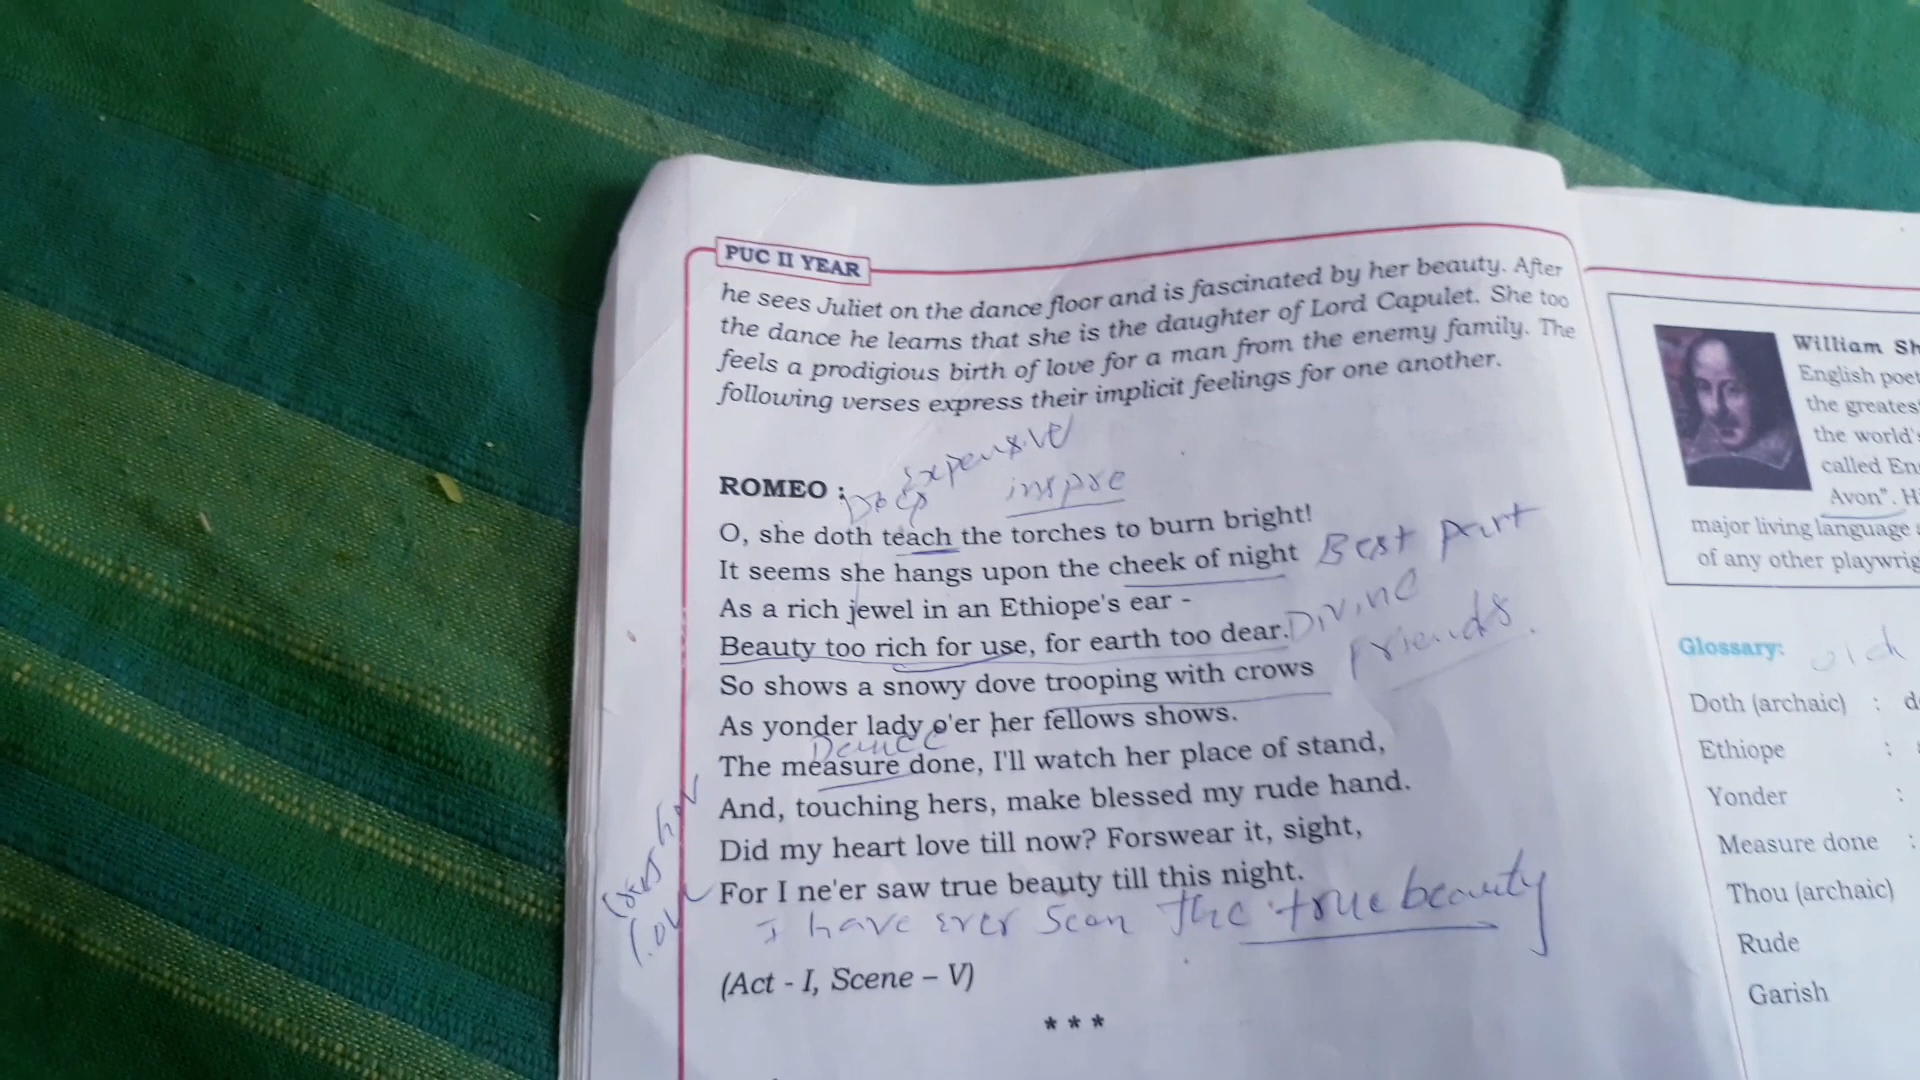 PUC II YEAR
he sees Juliet on the dance floor and is fascinated by her beauty. After
the dance he learns that she is the daughter of Lord Capulet. She too
feels a prodigious birth of love for a man from the enemy family. The
following verses express their implicit feelings for one another.
Expensive
ROMEO :
inspre
O, she doth teach the torches to burn bright!
It seems she hangs upon the cheek of night Best part
As a rich jewel in an Ethiope's ear -
Beauty too rich for use, for earth too dear. Divine
friends.
So shows a snowy dove trooping with crows
As yonder lady o'er her fellows shows.
Dance
The measure done, I'll watch her place of stand,
And, touching hers, make blessed my rude hand.
Did my heart love till now? Forswear it, sight,
For I ne'er saw true beauty till this night.
I have ever seen the true beauty
(Act - I, Scene – V)
* * *
William Sh
English poet
the greates
the world's
called En
Avon". H
major living language
of any other playwrig
Glossary:
Doth (archaic) : d
Ethiope :
Yonder :
Measure done :
Thou (archaic)
Rude
Garish